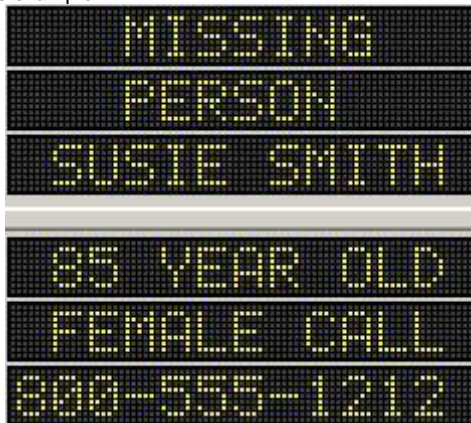 MISSING
PERSON
SUSIE SMITH
85 YEAR OLD
FEMALE CALL
800-555-1212